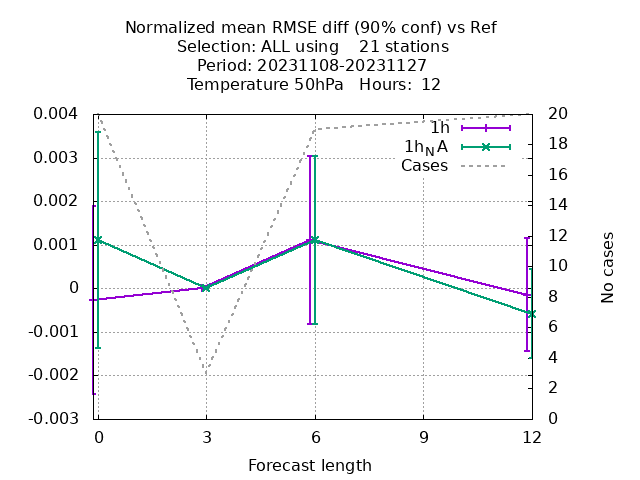 Normalized mean RMSE diff (90% conf) vs Ref
Selection: ALL using    21 stations
Period: 20231108-20231127
Temperature 50hPa   Hours:  12
0.004
0.003
0.002
0.001
0
-0.001
-0.002
-0.003
20
18
16
14
12
10
8
6
4
2
0
1h
1h_NA
Cases
No cases
0
3
6
9
12
Forecast length